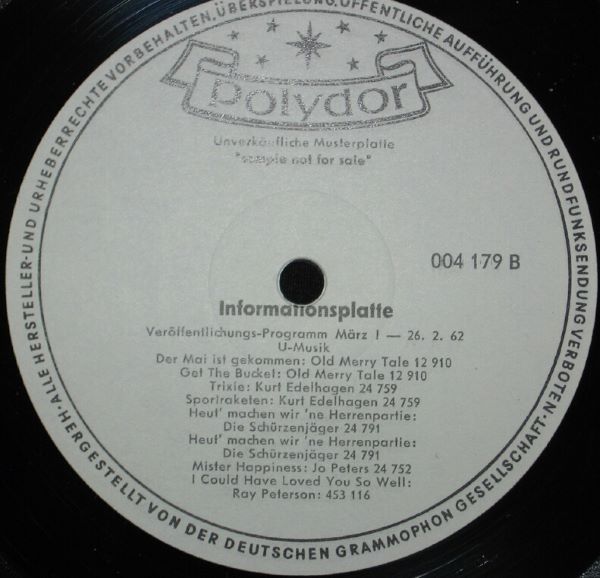 ·ALLE HERSTELLER-UND URHEBERRECHTE VORBEHALTEN,ÜBERSPIELUNG,ÖFFENTLICHE AUFFÜHRUNG UND RUNDFUNKSENDUNG VERBOTEN·
polydor
Unverkäufliche Musterplatte
"sample not for sale"
004 179 B
Informationsplatte
Veröffentlichungs-Programm März I — 26. 2. 62
U-Musik
Der Mai ist gekommen: Old Merry Tale 12 910
Get The Bucket: Old Merry Tale 12 910
Trixie: Kurt Edelhagen 24 759
Sportraketen: Kurt Edelhagen 24 759
Heut' machen wir 'ne Herrenpartie:
Die Schürzenjäger 24 791
Heut' machen wir 'ne Herrenpartie:
Die Schürzenjäger 24 791
Mister Happiness: Jo Peters 24 752
I Could Have Loved You So Well:
Ray Peterson: 453 116
HERGESTELLT VON DER DEUTSCHEN GRAMMOPHON GESELLSCHAFT·